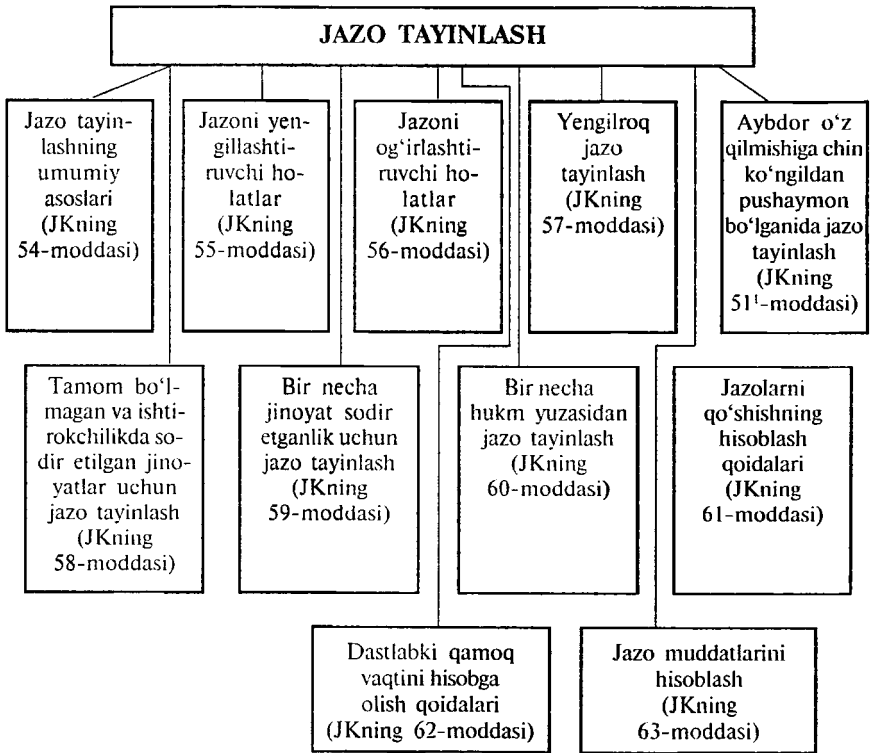 JAZO TAYINLASH
Jazo tayin-
lashning
umumiy
asoslari
(JKning
54-moddasi)
Jazoni yen-
gillashti-
ruvchi ho-
latlar
(JKning
55-moddasi)
Jazoni
og‘irlashti-
ruvchi ho-
latlar
(JKning
56-moddasi)
Yengilroq
jazo
tayinlash
(JKning
57-moddasi)
Aybdor o‘z
qilmishiga chin
ko‘ngildan
pushaymon
bo‘lganida jazo
tayinlash
(JKning
51¹-moddasi)
Tamom bo‘l-
magan va ishti-
rokchilikda so-
dir etilgan jino-
yatlar uchun
jazo tayinlash
(JKning
58-moddasi)
Bir necha
jinoyat sodir
etganlik uchun
jazo tayinlash
(JKning
59-moddasi)
Bir necha
hukm yuzasidan
jazo tayinlash
(JKning
60-moddasi)
Jazolarni
qo‘shishning
hisoblash
qoidalari
(JKning
61-moddasi)
Dastlabki qamoq
vaqtini hisobga
olish qoidalari
(JKning 62-moddasi)
Jazo muddatlarini
hisoblash
(JKning
63-moddasi)